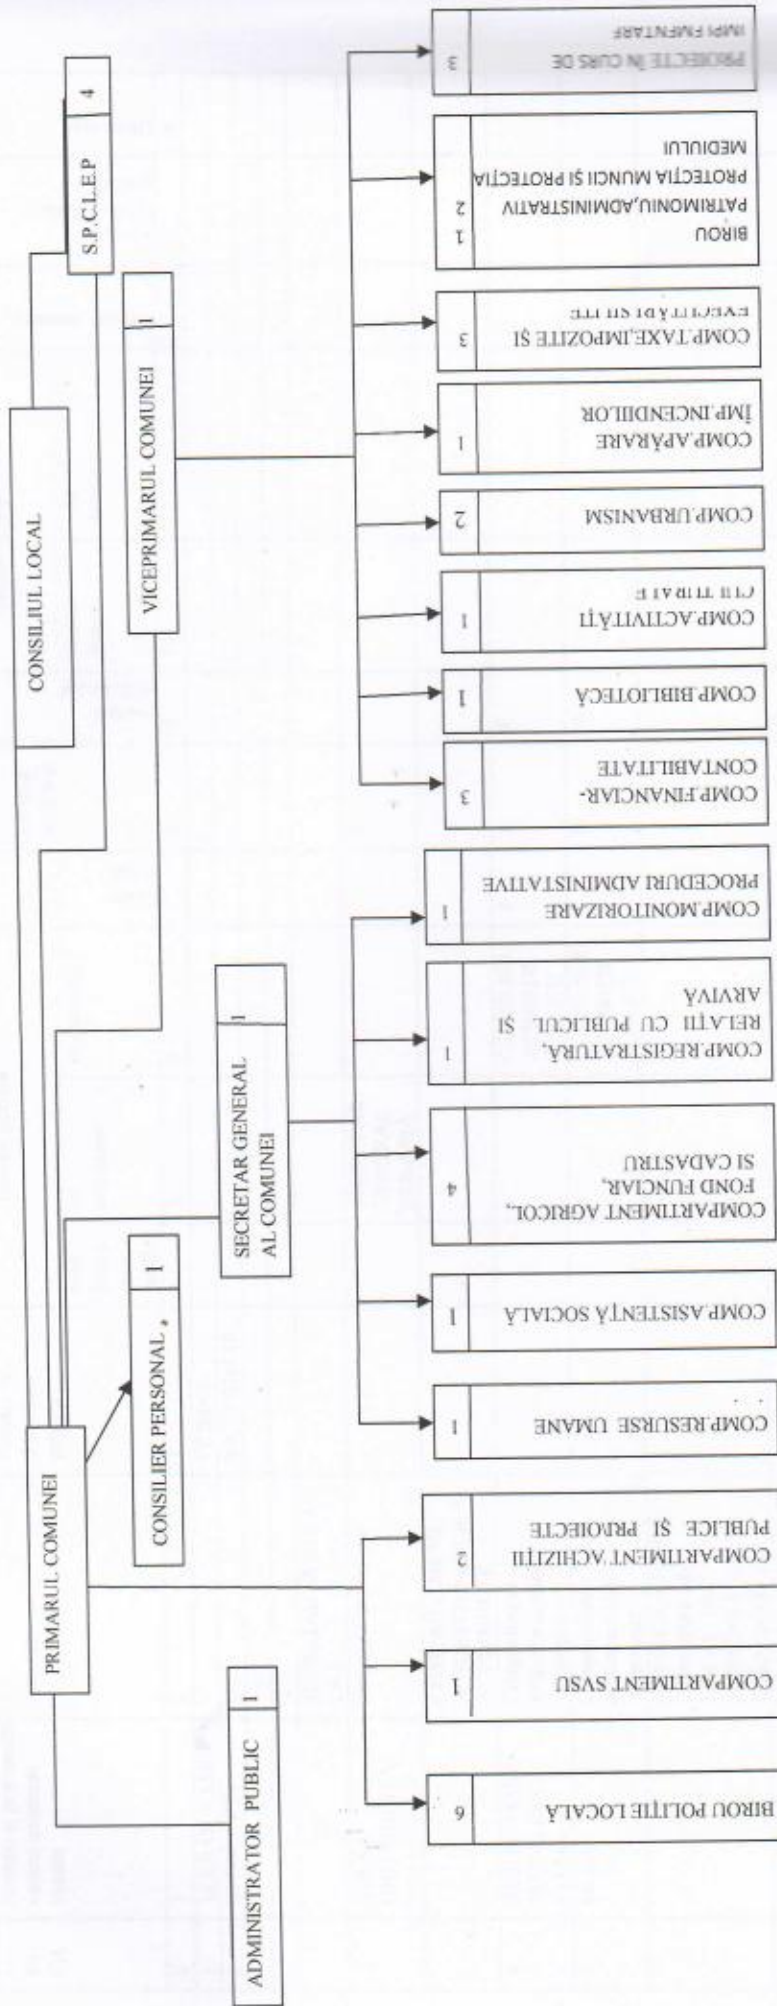 CONSILIUL LOCAL
S.P.C.L.E.P 4
PRIMARUL COMUNEI
VICEPRIMARUL COMUNEI 1
CONSILIER PERSONAL 1
ADMINISTRATOR PUBLIC 1
SECRETAR GENERAL 1
AL COMUNEI
BIROU POLIȚIE LOCALĂ 6
COMPARTIMENT SVSU 1
COMPARTIMENT ACHIZIȚII
PUBLICE ȘI PROIECTE 2
COMP.RESURSE UMANE 1
COMP.ASISTENȚĂ SOCIALĂ 1
COMPARTIMENT AGRICOL,
FOND FUNCIAR, 4
SI CADASTRU
COMP.REGISTRATURĂ,
RELAȚII CU PUBLICUL ȘI 1
ARVIVĂ
COMP.MONITORIZARE 1
PROCEDURI ADMINISTATIVE
COMP.FINANCIAR- 3
CONTABILITATE
COMP.BIBLIOTECĂ 1
COMP.ACTIVITĂȚI 1
CULTURALE
COMP.URBANISM 2
COMP.APĂRARE 1
ÎMP.INCENDIILOR
COMP.TAXE,IMPOZITE ȘI 3
BIROU 1
PATRIMONIU,ADMINISTRATIV 2
PROTECȚIA MUNCII ȘI PROTECȚIA
MEDIULUI
PROIECTE ÎN CURS DE 3
IMPLEMENTARE